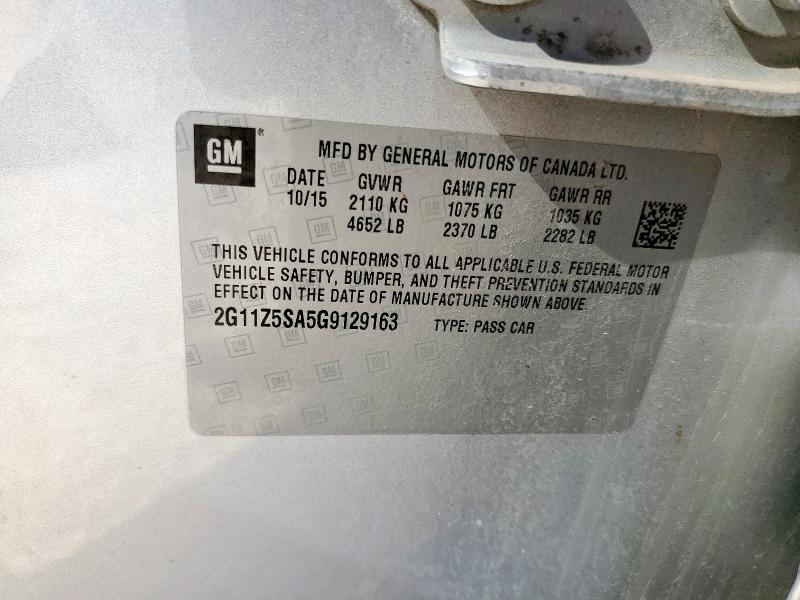 GM®
MFD BY GENERAL MOTORS OF CANADA LTD.
DATE GVWR GAWR FRT GAWR RR
10/15 2110 KG 1075 KG 1035 KG
4652 LB 2370 LB 2282 LB
THIS VEHICLE CONFORMS TO ALL APPLICABLE U.S. FEDERAL MOTOR
VEHICLE SAFETY, BUMPER, AND THEFT PREVENTION STANDARDS IN
EFFECT ON THE DATE OF MANUFACTURE SHOWN ABOVE.
2G11Z5SA5G9129163 TYPE: PASS CAR